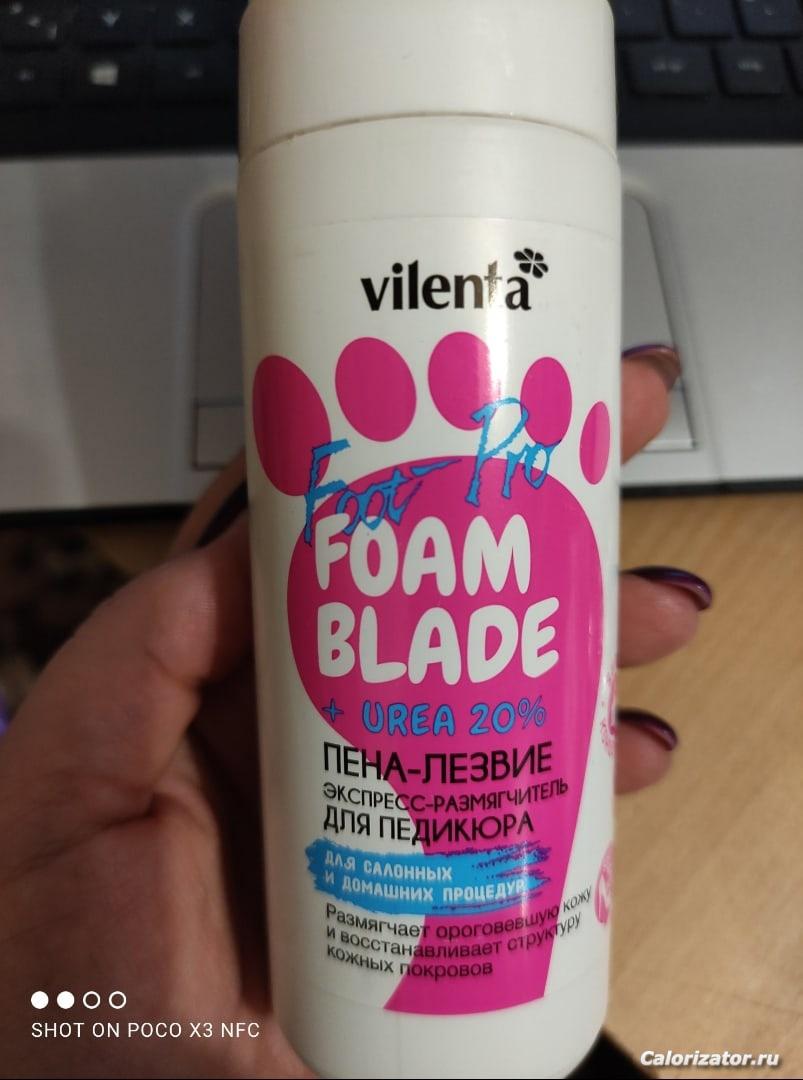 vilenta
Foot-Pro
FOAM
BLADE
+ UREA 20%
ПЕНА-ЛЕЗВИЕ
ЭКСПРЕСС-РАЗМЯГЧИТЕЛЬ
ДЛЯ ПЕДИКЮРА
ДЛЯ САЛОННЫХ
И ДОМАШНИХ ПРОЦЕДУР
Размягчает ороговевшую кожу
и восстанавливает структуру
кожных покровов
SHOT ON POCO X3 NFC
Calorizator.ru